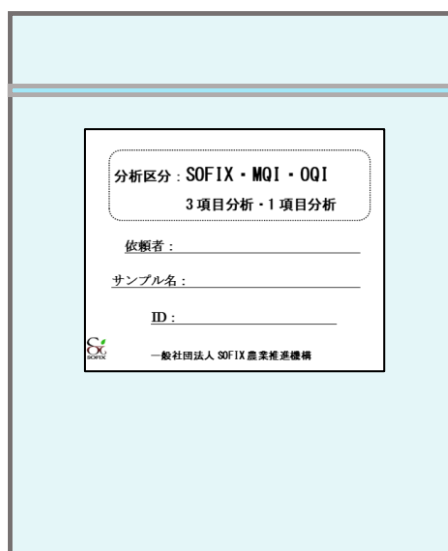 分析区分：SOFIX・MQI・OQI
3項目分析・1項目分析
依頼者：
サンプル名：
ID：
SOFIX
一般社団法人 SOFIX農業推進機構